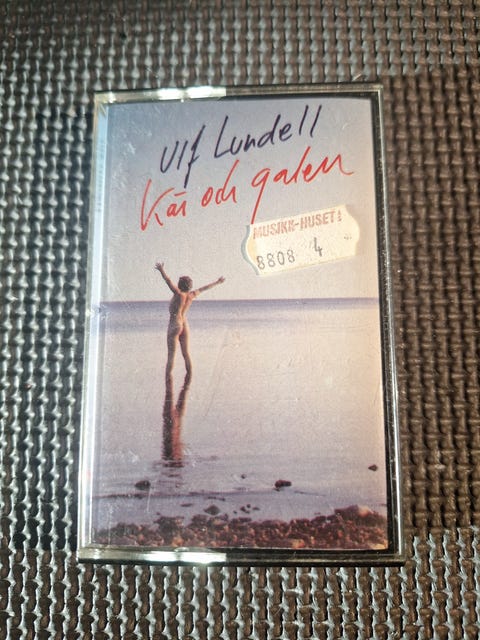 Ulf Lundell
Kär och galen
MUSIKK-HUSET!
8808 4